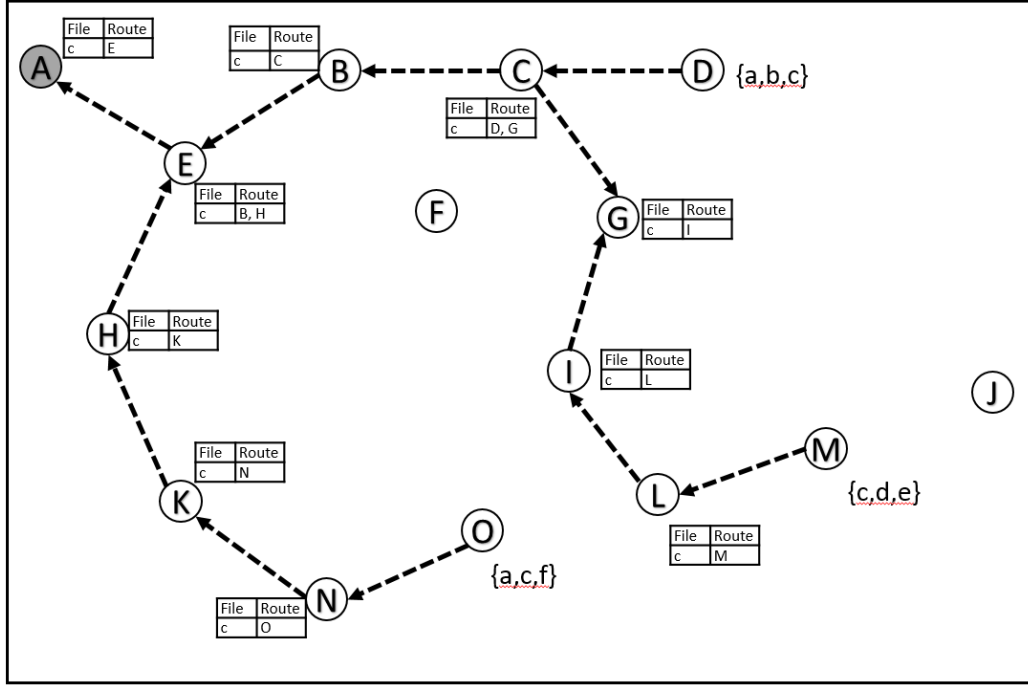 File Route
c E
A
File Route
c C
B
C
D
{a,b,c}
File Route
c D, G
E
File Route
c B, H
F
G
File Route
c I
H
File Route
c K
I
File Route
c L
J
File Route
c N
K
M
{c,d,e}
L
File Route
c M
O
{a,c,f}
N
File Route
c O